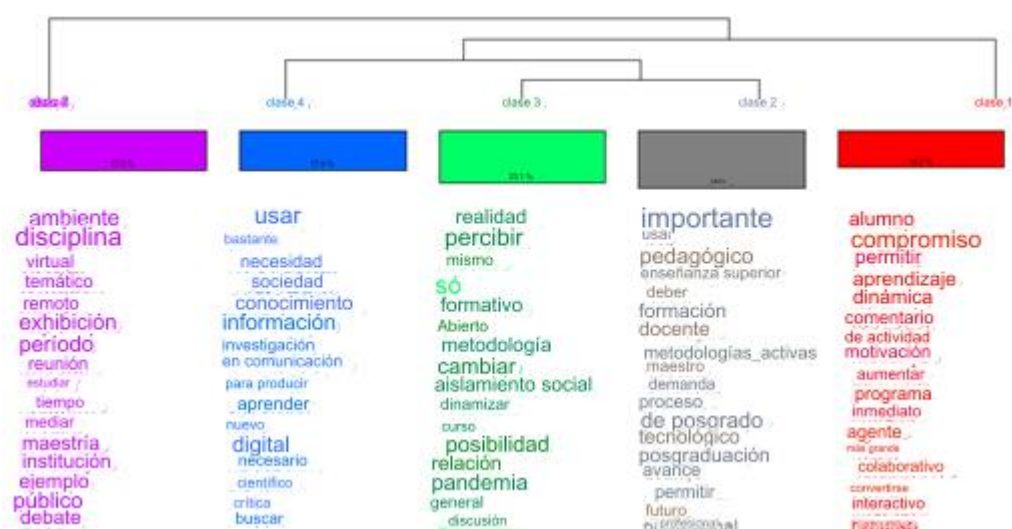 clase 4
clase 3
clase 2
clase 1
ambiente
disciplina
virtual
temático
remoto
exhibición
período
reunión
estudiar
tiempo
mediar
maestría
institución
ejemplo
público
debate
usar
bastante
necesidad
sociedad
conocimiento
información
investigación
en comunicación
para producir
aprender
nuevo
digital
necesario
científico
crítica
buscar
realidad
percibir
mismo
só
formativo
Abierto
metodología
cambiar
aislamiento social
dinamizar
curso
posibilidad
relación
pandemia
general
discusión
importante
usar
pedagógico
enseñanza superior
deber
formación
docente
metodologías_activas
maestro
demanda
proceso
de posgrado
tecnológico
posgraduación
avance
permitir
futuro
profesional
alumno
compromiso
permitir
aprendizaje
dinámica
comentario
de actividad
motivación
aumentar
programa
inmediato
agente
más grande
colaborativo
convertirse
interactivo